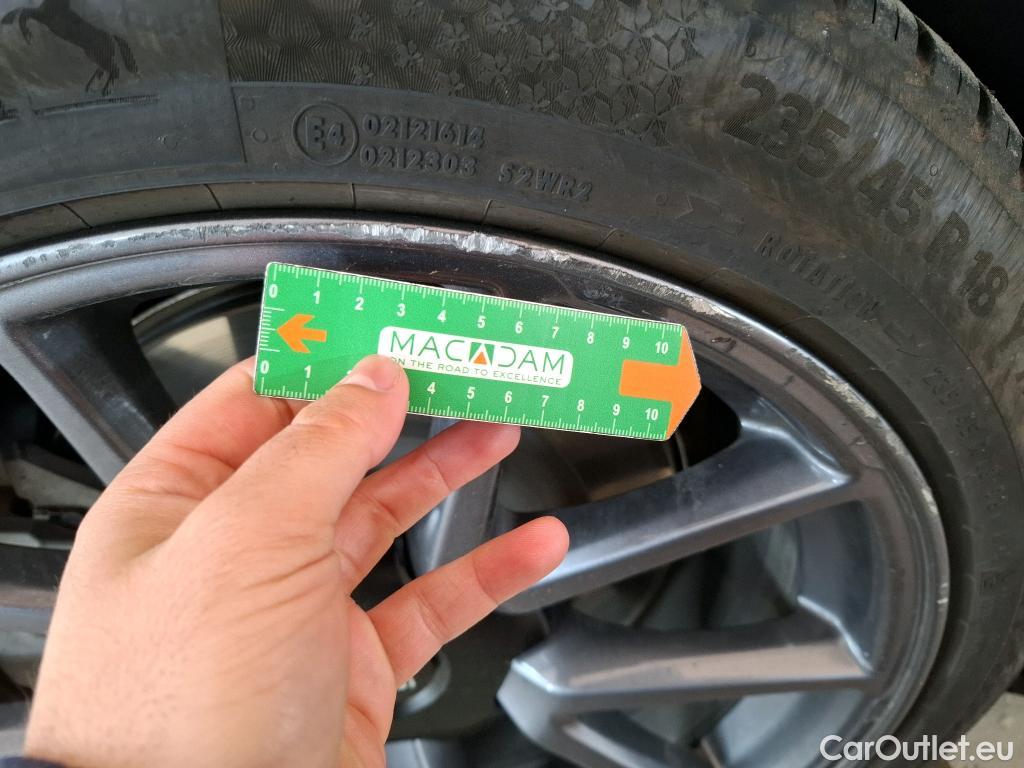 E4
02121614
0212303 S2WR2
235/45 R 18
ROTATION
0 1 2 3 4 5 6 7 8 9 10
MACADAM
ON THE ROAD TO EXCELLENCE
0 1 4 5 6 7 8 9 10
CarOutlet.eu